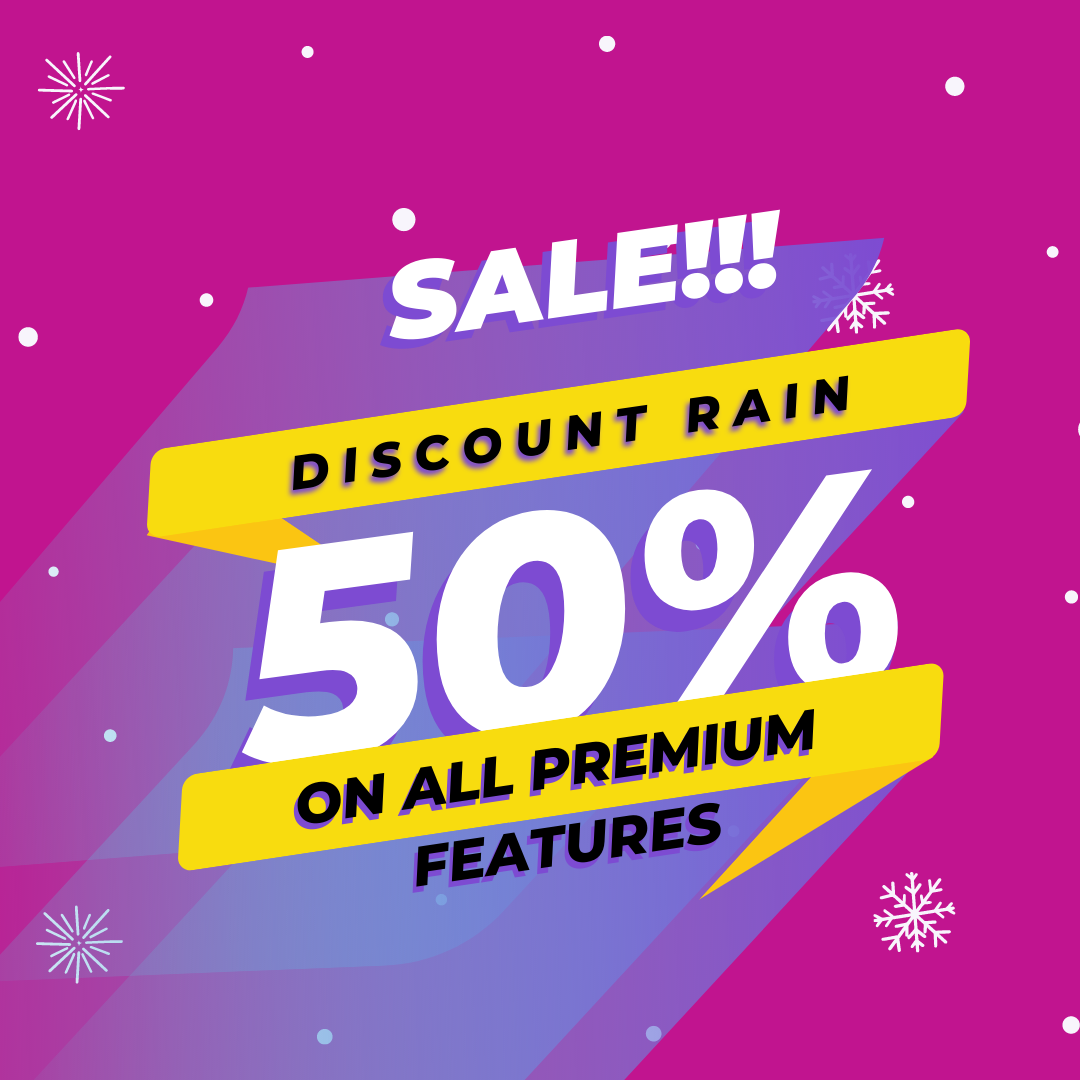 SALE!!!
DISCOUNT RAIN
50%
ON ALL PREMIUM
FEATURES